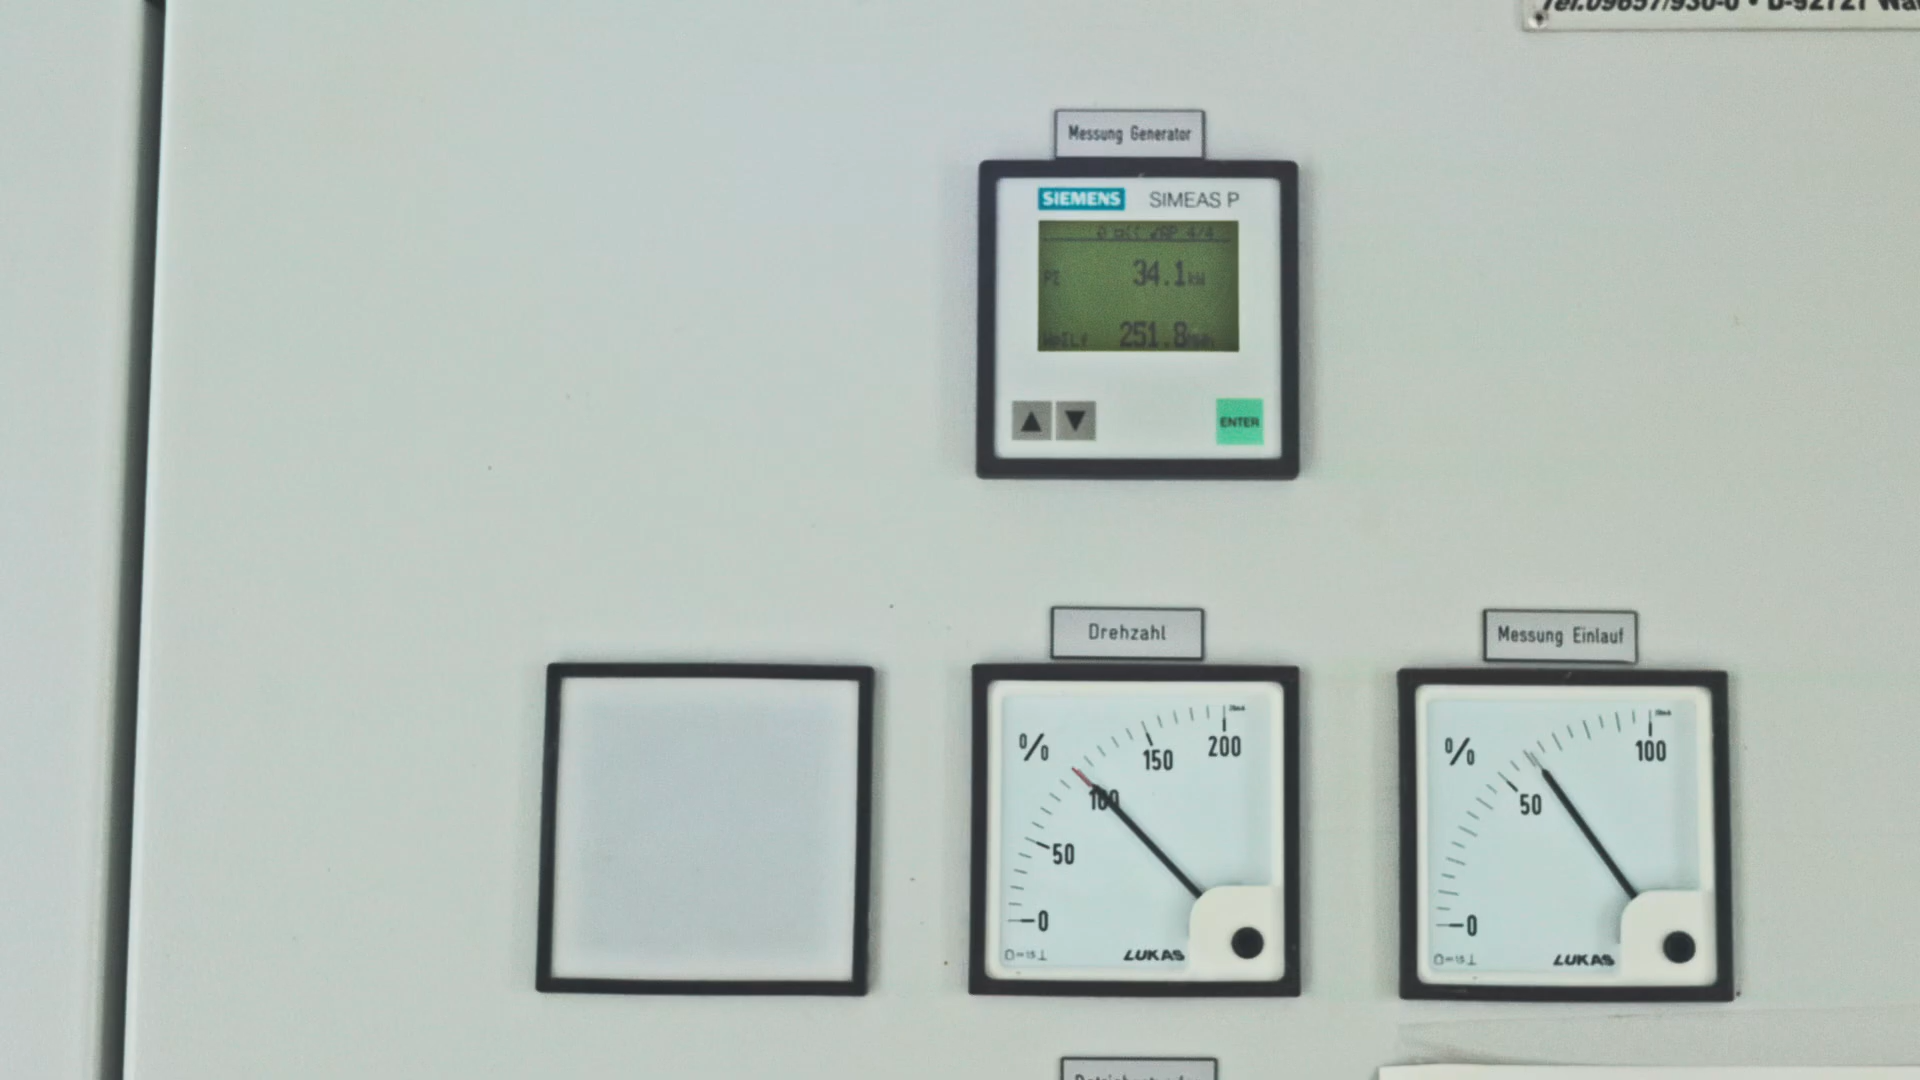 Messung Generator
SIEMENS SIMEAS P
34.1 kW
251.8
ENTER
Drehzahl
Messung Einlauf
%
0
50
100
150
200
LUKAS
%
0
50
100
LUKAS